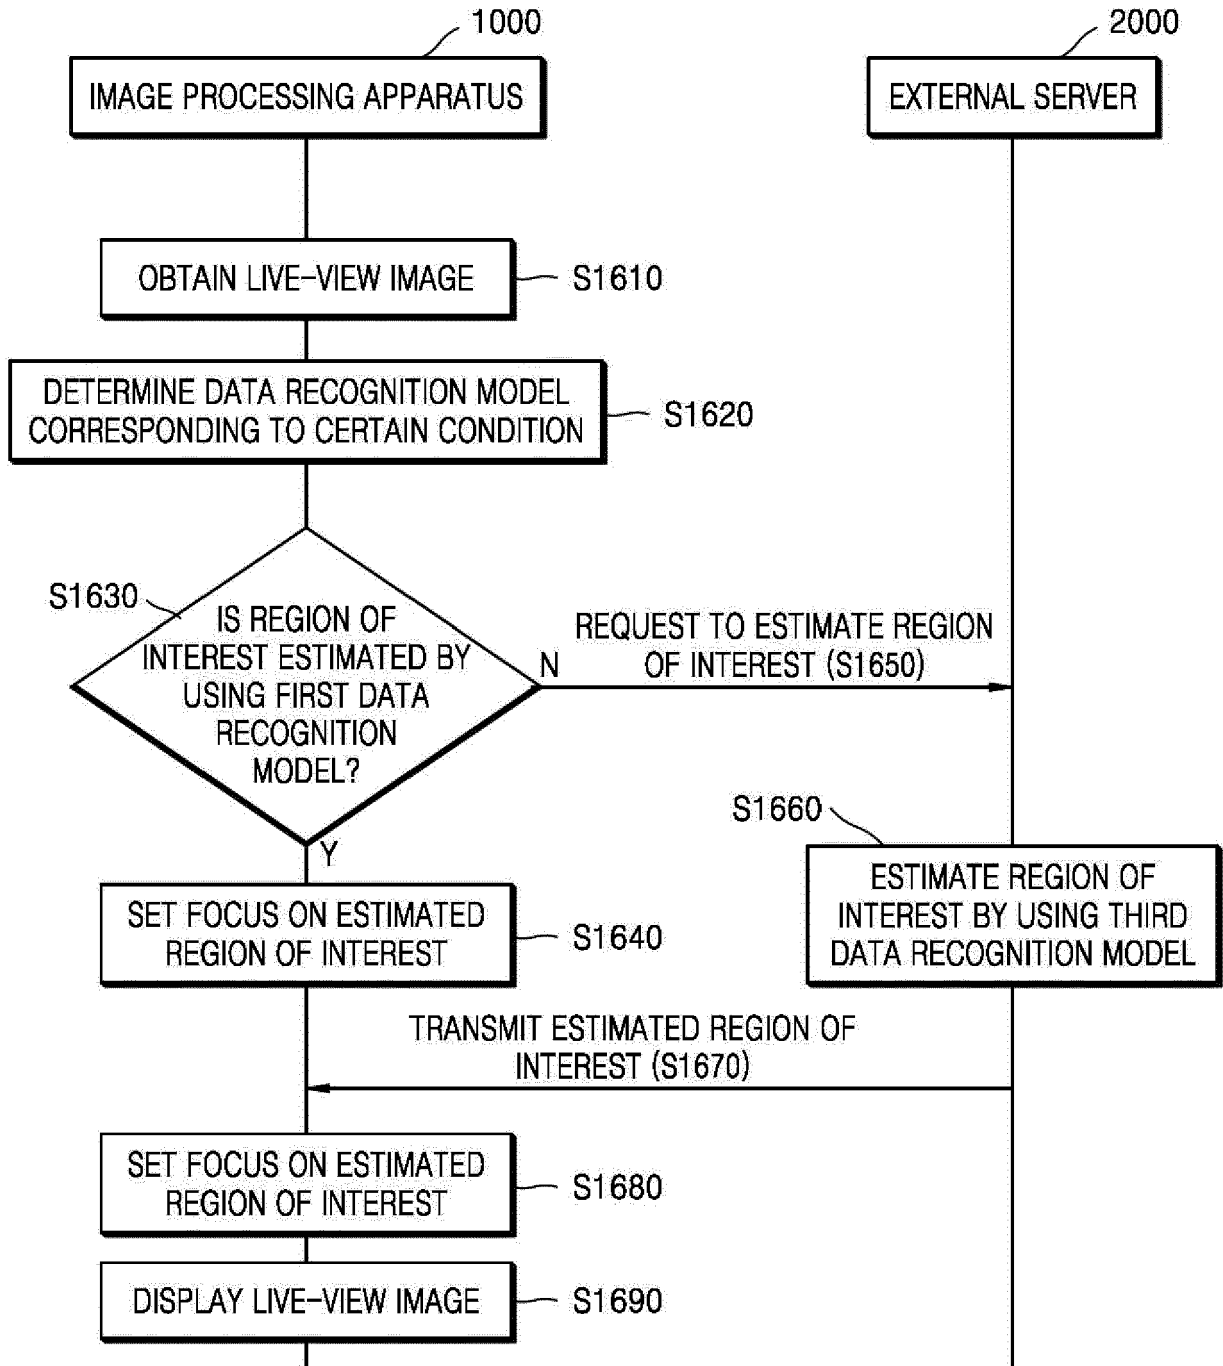 1000
2000
IMAGE PROCESSING APPARATUS
EXTERNAL SERVER
OBTAIN LIVE-VIEW IMAGE
S1610
DETERMINE DATA RECOGNITION MODEL
CORRESPONDING TO CERTAIN CONDITION
S1620
S1630
IS REGION OF
INTEREST ESTIMATED BY
USING FIRST DATA
RECOGNITION
MODEL?
N
REQUEST TO ESTIMATE REGION
OF INTEREST (S1650)
Y
S1660
ESTIMATE REGION OF
INTEREST BY USING THIRD
DATA RECOGNITION MODEL
SET FOCUS ON ESTIMATED
REGION OF INTEREST
S1640
TRANSMIT ESTIMATED REGION OF
INTEREST (S1670)
SET FOCUS ON ESTIMATED
REGION OF INTEREST
S1680
DISPLAY LIVE-VIEW IMAGE
S1690